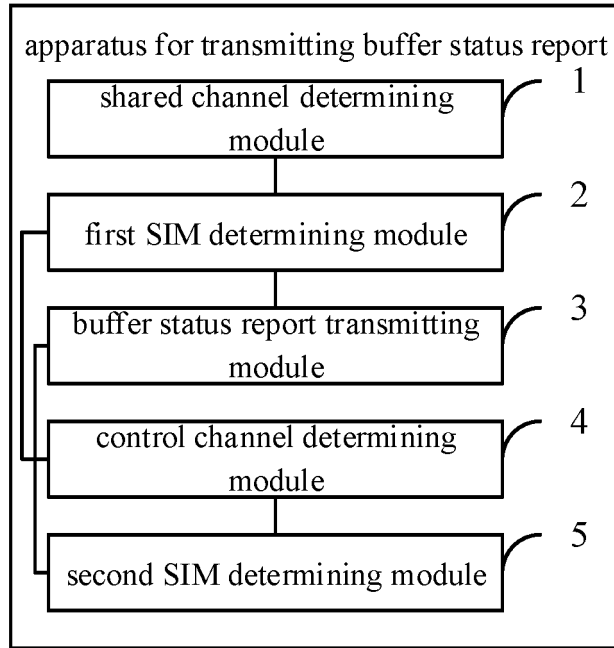 apparatus for transmitting buffer status report
shared channel determining
module
1
first SIM determining module
2
buffer status report transmitting
module
3
control channel determining
module
4
second SIM determining module
5